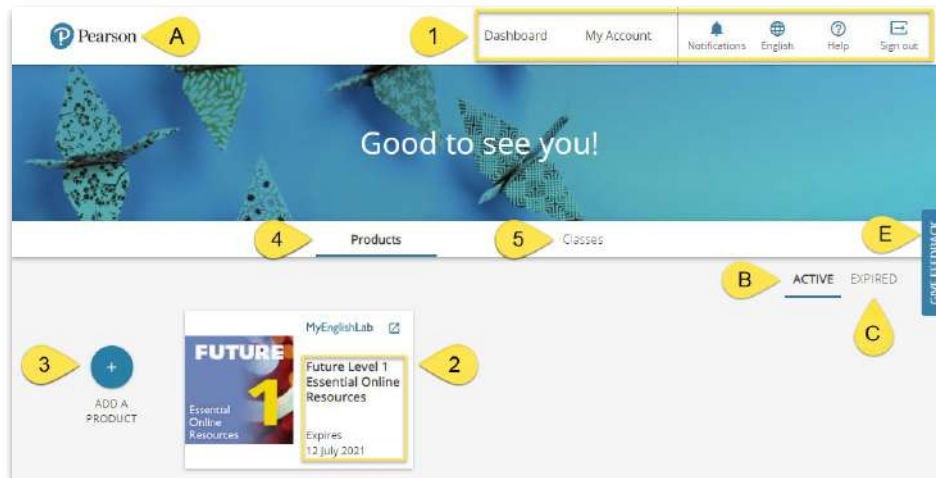 Pearson
A
1
Dashboard
My Account
Notifications
English
Help
Sign out
Good to see you!
4
Products
5
Classes
E
GIVE FEEDBACK
B
ACTIVE
EXPIRED
C
3
+
ADD A
PRODUCT
MyEnglishLab
FUTURE
1
Essential
Online
Resources
Future Level 1
Essential Online
Resources
Expires
12 July 2021
2